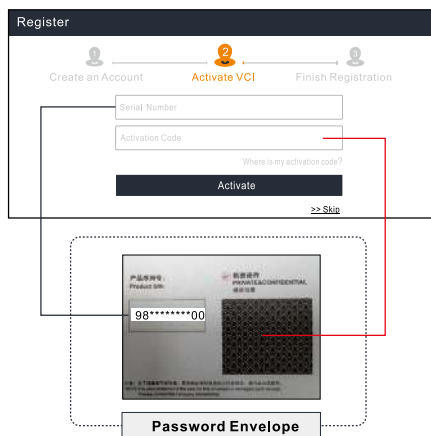 Register
1
2
3
Create an Account
Activate VCI
Finish Registration
Serial Number
Activation Code
Where is my activation code?
Activate
>> Skip
产品序列号：
Product S/N:
PRIVATE&CONFIDENTIAL
98********00
Password Envelope